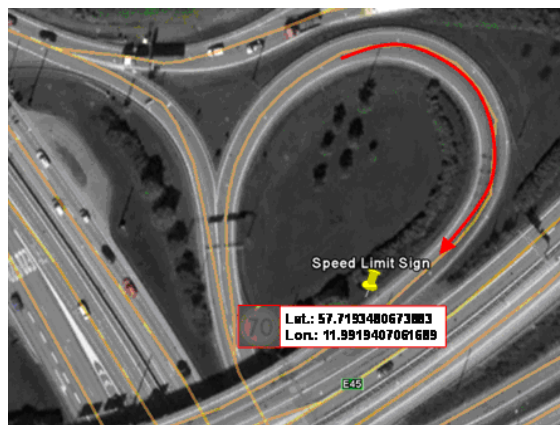 Speed Limit Sign
70
Lat.: 57.7193480673883
Lon.: 11.9919407061689
E45